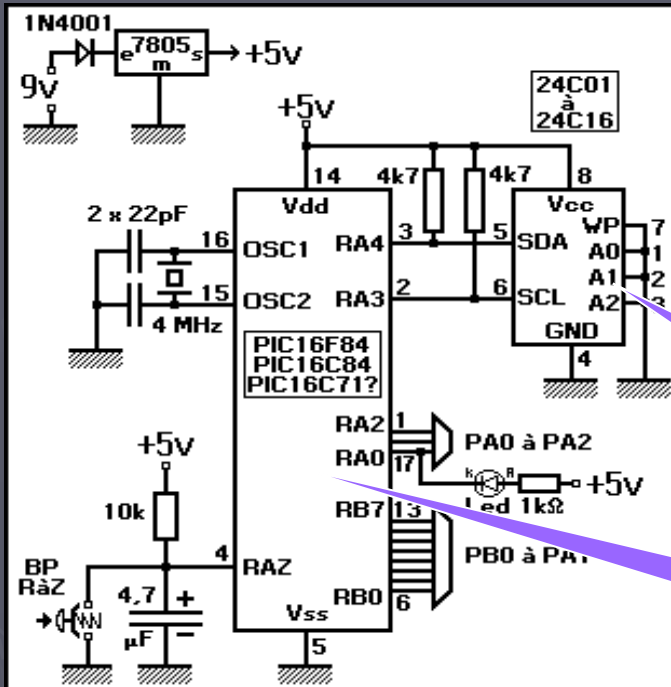 1N4001
e 7805 s
m
+5v
9v
+5v
24C01
à
24C16
14
4k7
4k7
8
Vdd
Vcc
2 x 22pF
WP 7
16 OSC1
RA4 3
5 SDA
A0 1
A1 2
15 OSC2
RA3 2
6 SCL
A2
4 MHz
GND
4
PIC16F84
PIC16C84
PIC16C71?
RA2 1
PA0 à PA2
RA0 17
+5v
K
Led 1kΩ
+5v
10k
RB7 13
PB0 à
BP
RàZ
4 RAZ
4,7
+
µF
−
RB0 6
Vss
5